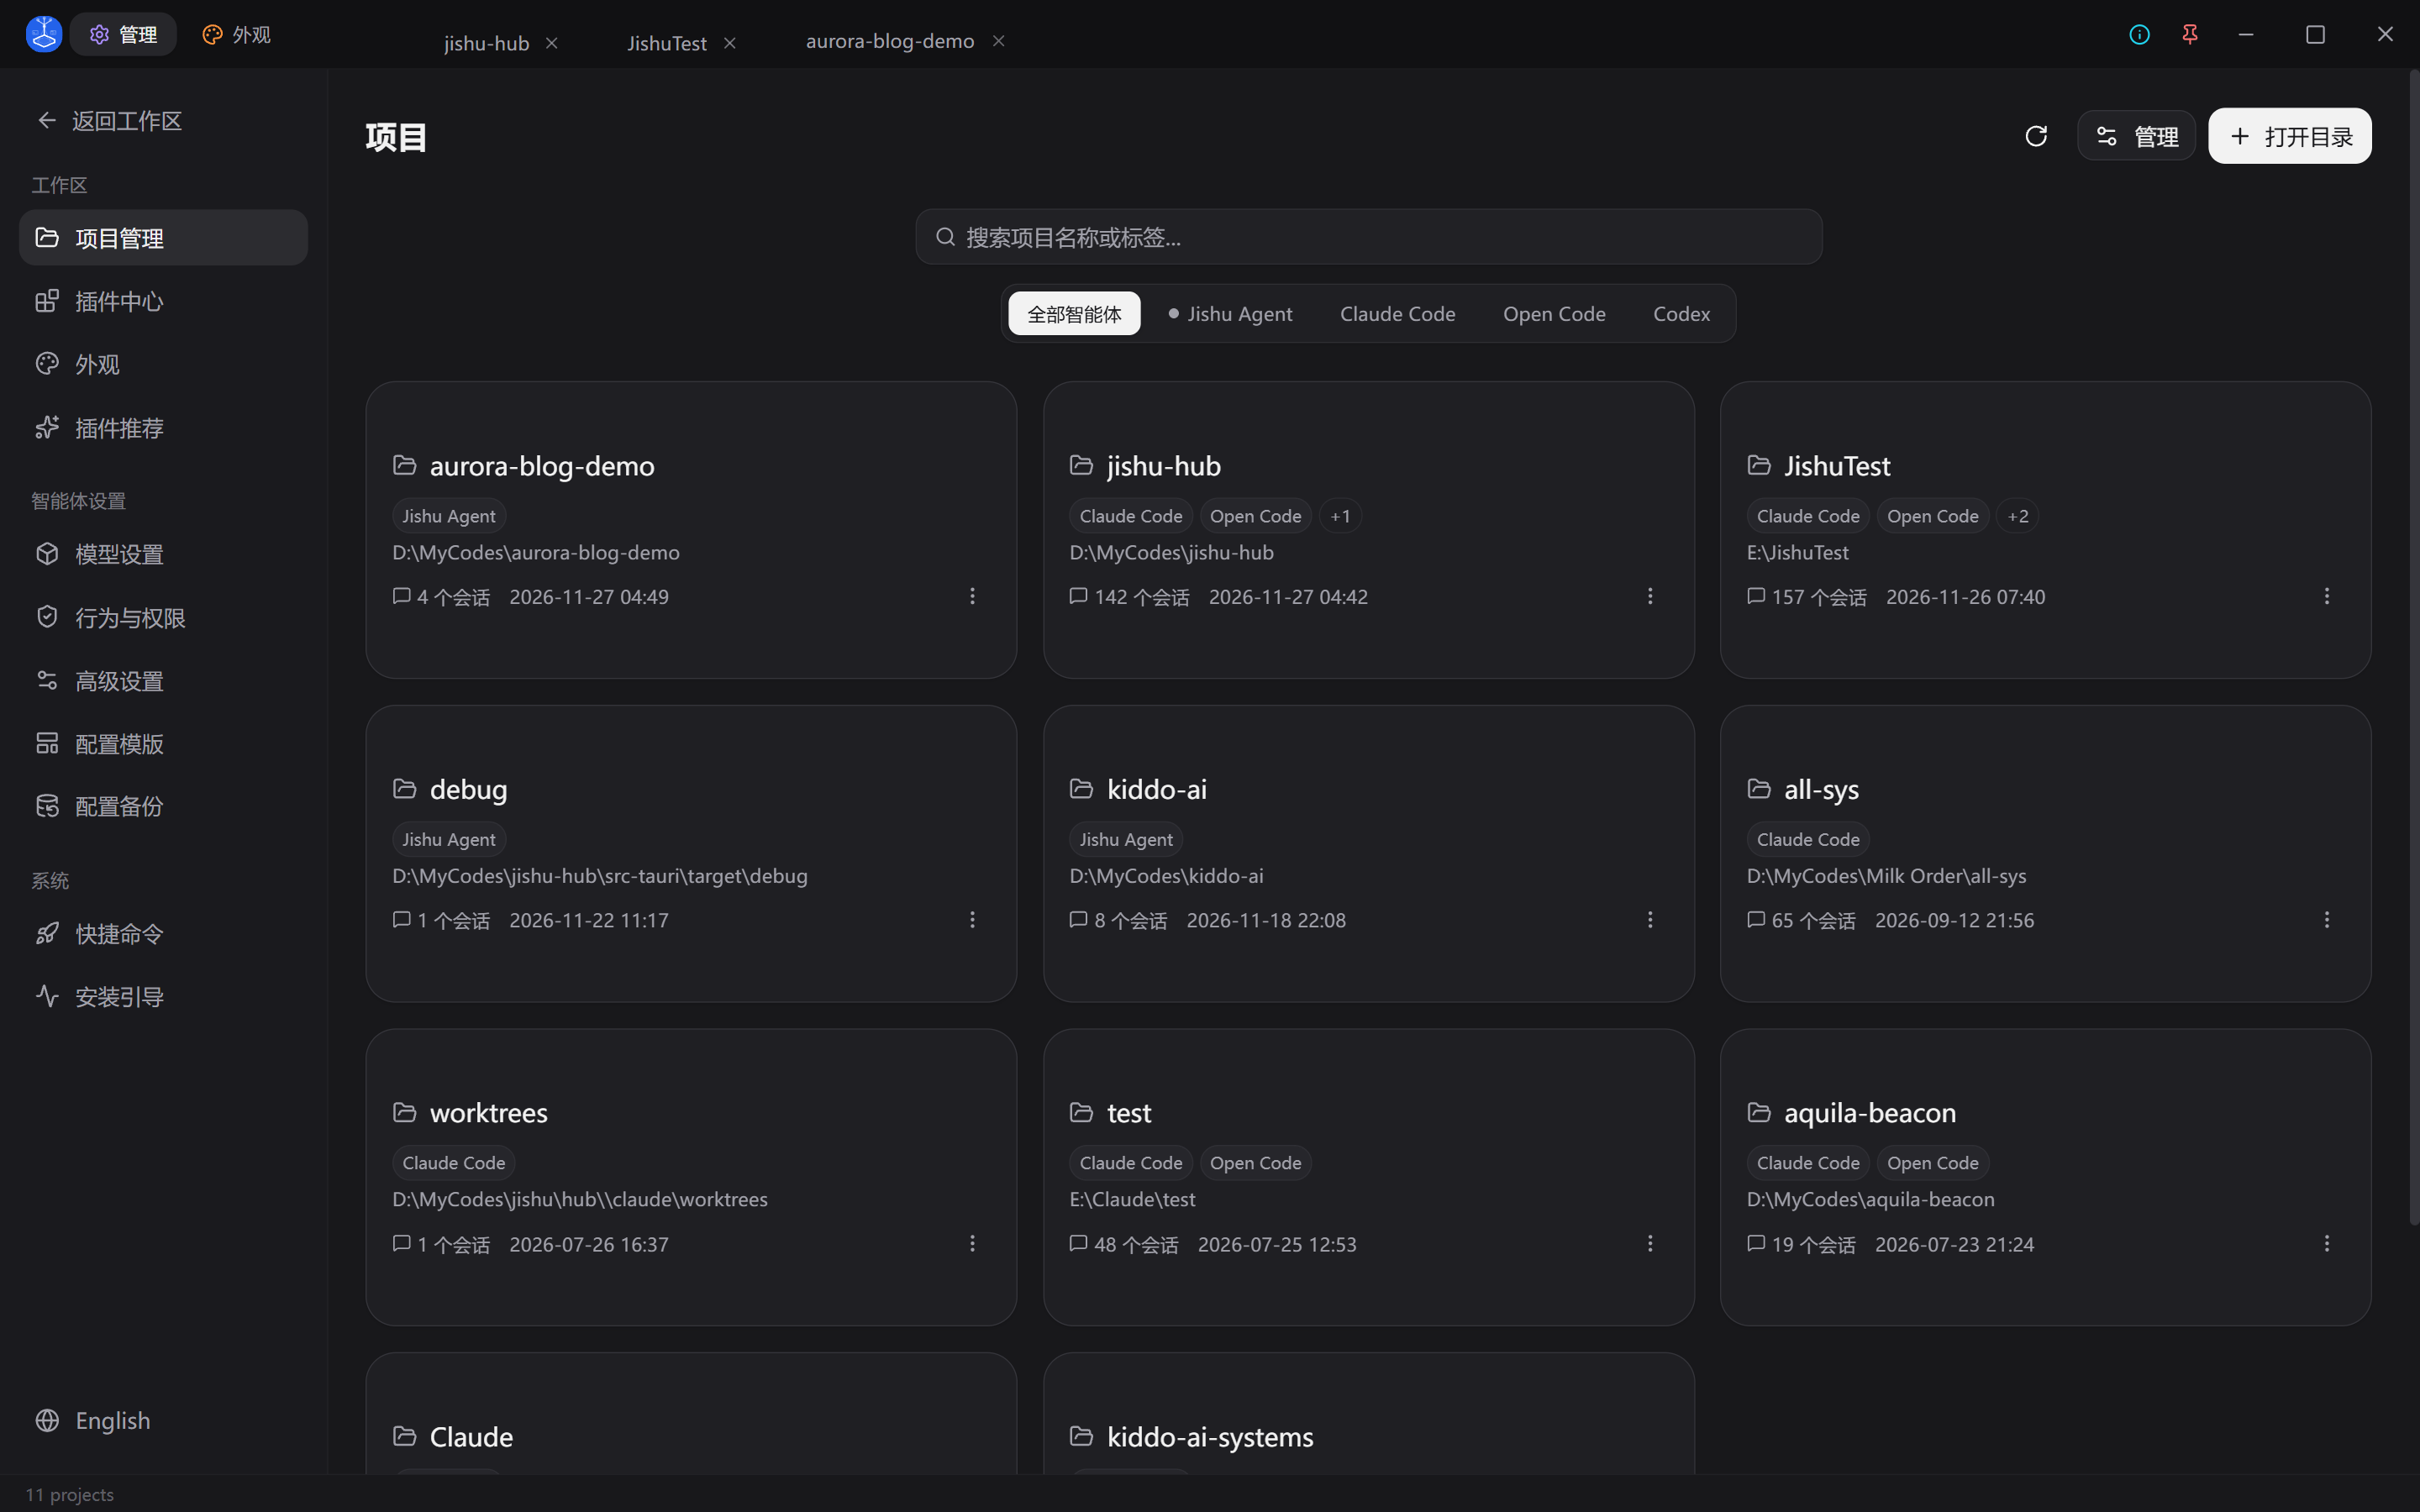 管理
外观
jishu-hub
JishuTest
aurora-blog-demo
返回工作区
工作区
项目管理
插件中心
外观
插件推荐
智能体设置
模型设置
行为与权限
高级设置
配置模版
配置备份
系统
快捷命令
安装引导
English
11 projects
项目
管理
打开目录
搜索项目名称或标签...
全部智能体
Jishu Agent
Claude Code
Open Code
Codex
aurora-blog-demo
Jishu Agent
D:\MyCodes\aurora-blog-demo
4 个会话 2026-11-27 04:49
jishu-hub
Claude Code Open Code +1
D:\MyCodes\jishu-hub
142 个会话 2026-11-27 04:42
JishuTest
Claude Code Open Code +2
E:\JishuTest
157 个会话 2026-11-26 07:40
debug
Jishu Agent
D:\MyCodes\jishu-hub\src-tauri\target\debug
1 个会话 2026-11-22 11:17
kiddo-ai
Jishu Agent
D:\MyCodes\kiddo-ai
8 个会话 2026-11-18 22:08
all-sys
Claude Code
D:\MyCodes\Milk Order\all-sys
65 个会话 2026-09-12 21:56
worktrees
Claude Code
D:\MyCodes\jishu\hub\\claude\worktrees
1 个会话 2026-07-26 16:37
test
Claude Code Open Code
E:\Claude\test
48 个会话 2026-07-25 12:53
aquila-beacon
Claude Code Open Code
D:\MyCodes\aquila-beacon
19 个会话 2026-07-23 21:24
Claude
kiddo-ai-systems